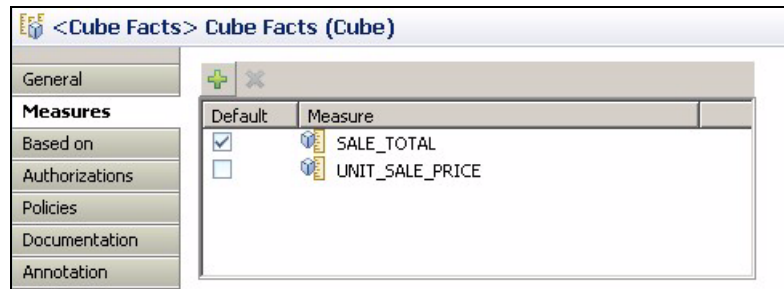 <Cube Facts> Cube Facts (Cube)
General
Measures
Based on
Authorizations
Policies
Documentation
Annotation
Default Measure
SALE_TOTAL
UNIT_SALE_PRICE